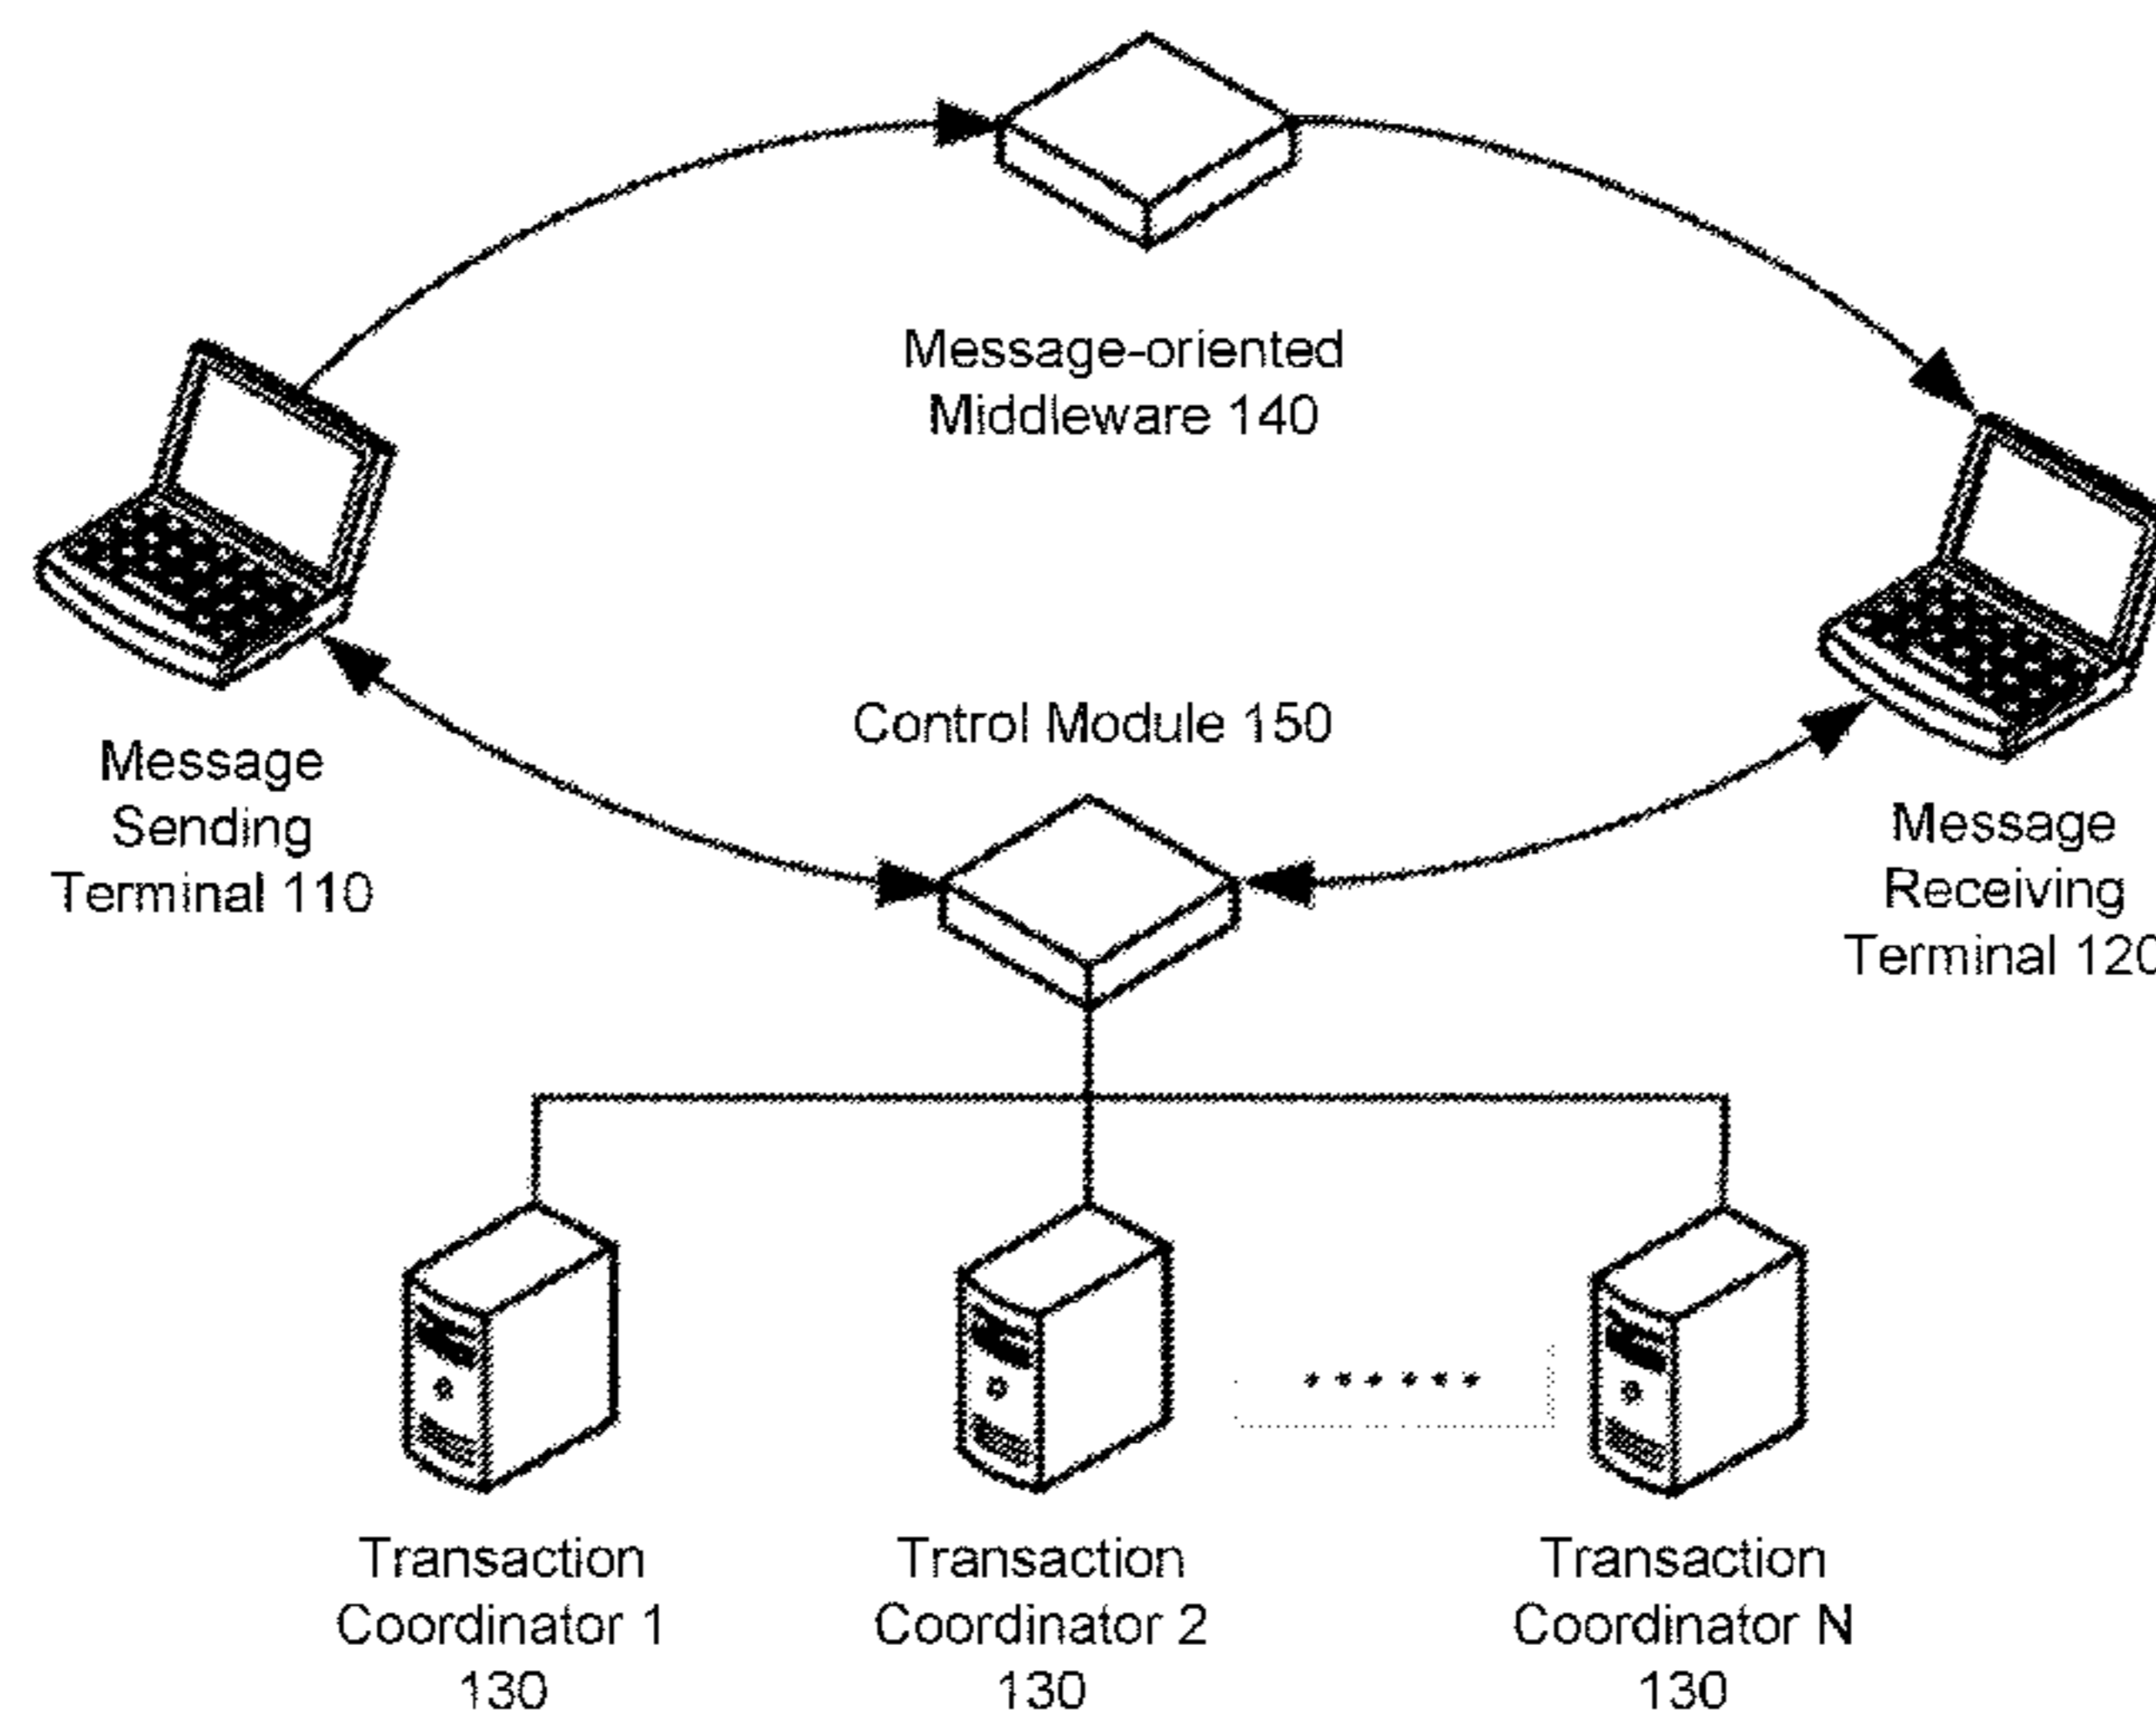 Message-oriented
Middleware 140
Control Module 150
Message
Sending
Terminal 110
Message
Receiving
Terminal 120
Transaction
Coordinator 1
130
Transaction
Coordinator 2
130
Transaction
Coordinator N
130